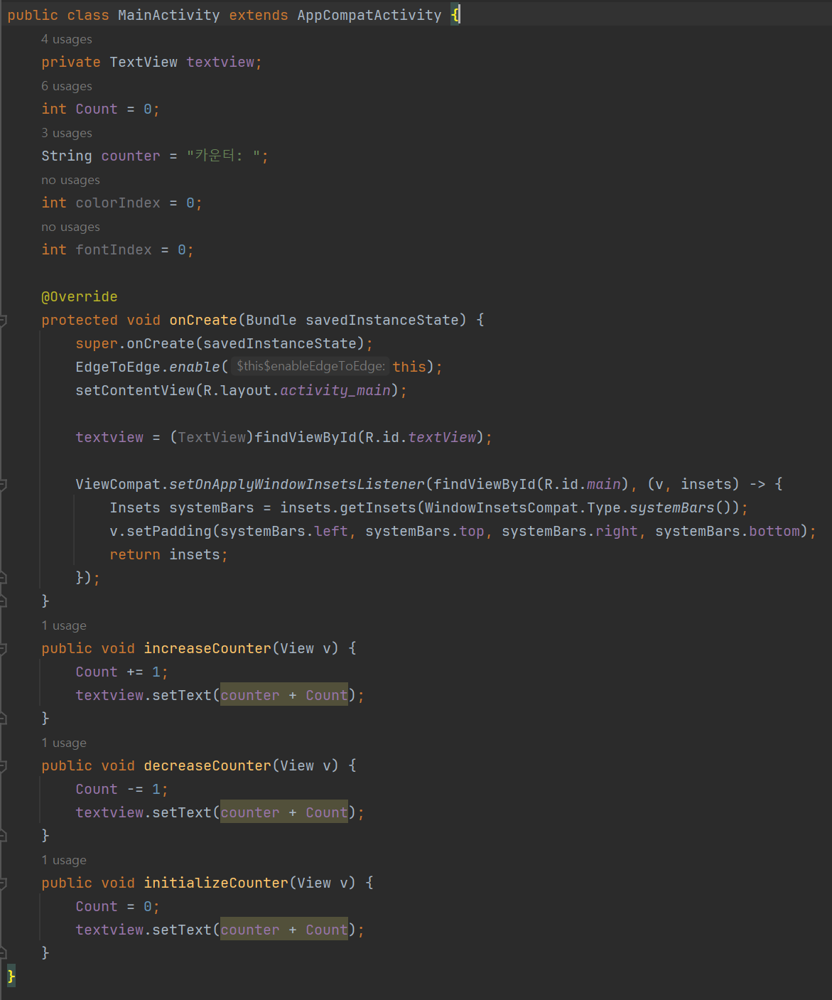 public class MainActivity extends AppCompatActivity {
4 usages
private TextView textview;
6 usages
int Count = 0;
3 usages
String counter = "카운터: ";
no usages
int colorIndex = 0;
no usages
int fontIndex = 0;
@Override
protected void onCreate(Bundle savedInstanceState) {
super.onCreate(savedInstanceState);
EdgeToEdge.enable( $this$enableEdgeToEdge: this);
setContentView(R.layout.activity_main);
textview = (TextView)findViewById(R.id.textView);
ViewCompat.setOnApplyWindowInsetsListener(findViewById(R.id.main), (v, insets) -> {
Insets systemBars = insets.getInsets(WindowInsetsCompat.Type.systemBars());
v.setPadding(systemBars.left, systemBars.top, systemBars.right, systemBars.bottom);
return insets;
});
}
1 usage
public void increaseCounter(View v) {
Count += 1;
textview.setText(counter + Count);
}
1 usage
public void decreaseCounter(View v) {
Count -= 1;
textview.setText(counter + Count);
}
1 usage
public void initializeCounter(View v) {
Count = 0;
textview.setText(counter + Count);
}
}